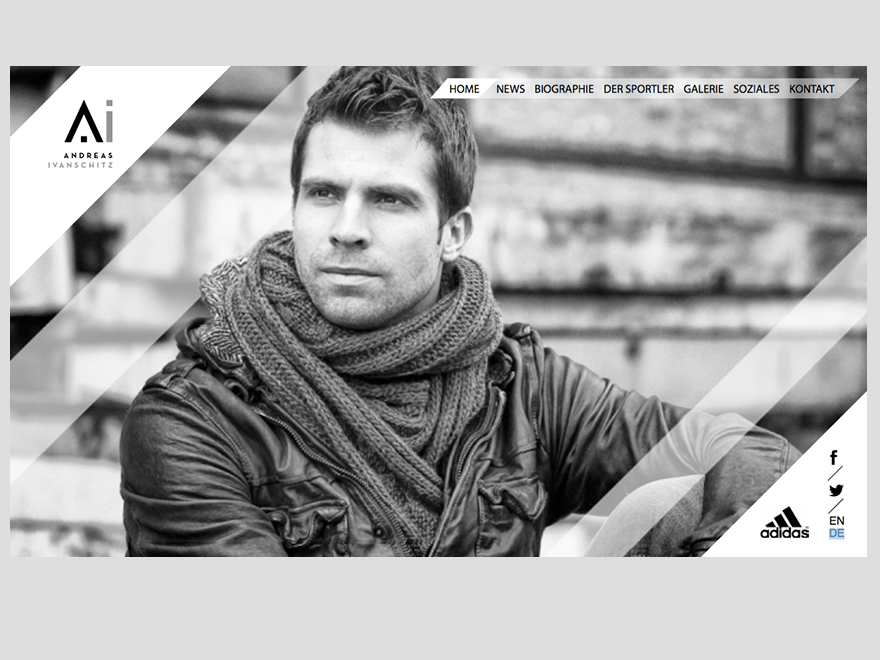 Ai
ANDREAS
IVANSCHITZ
HOME NEWS BIOGRAPHIE DER SPORTLER GALERIE SOZIALES KONTAKT
f
adidas
EN
DE